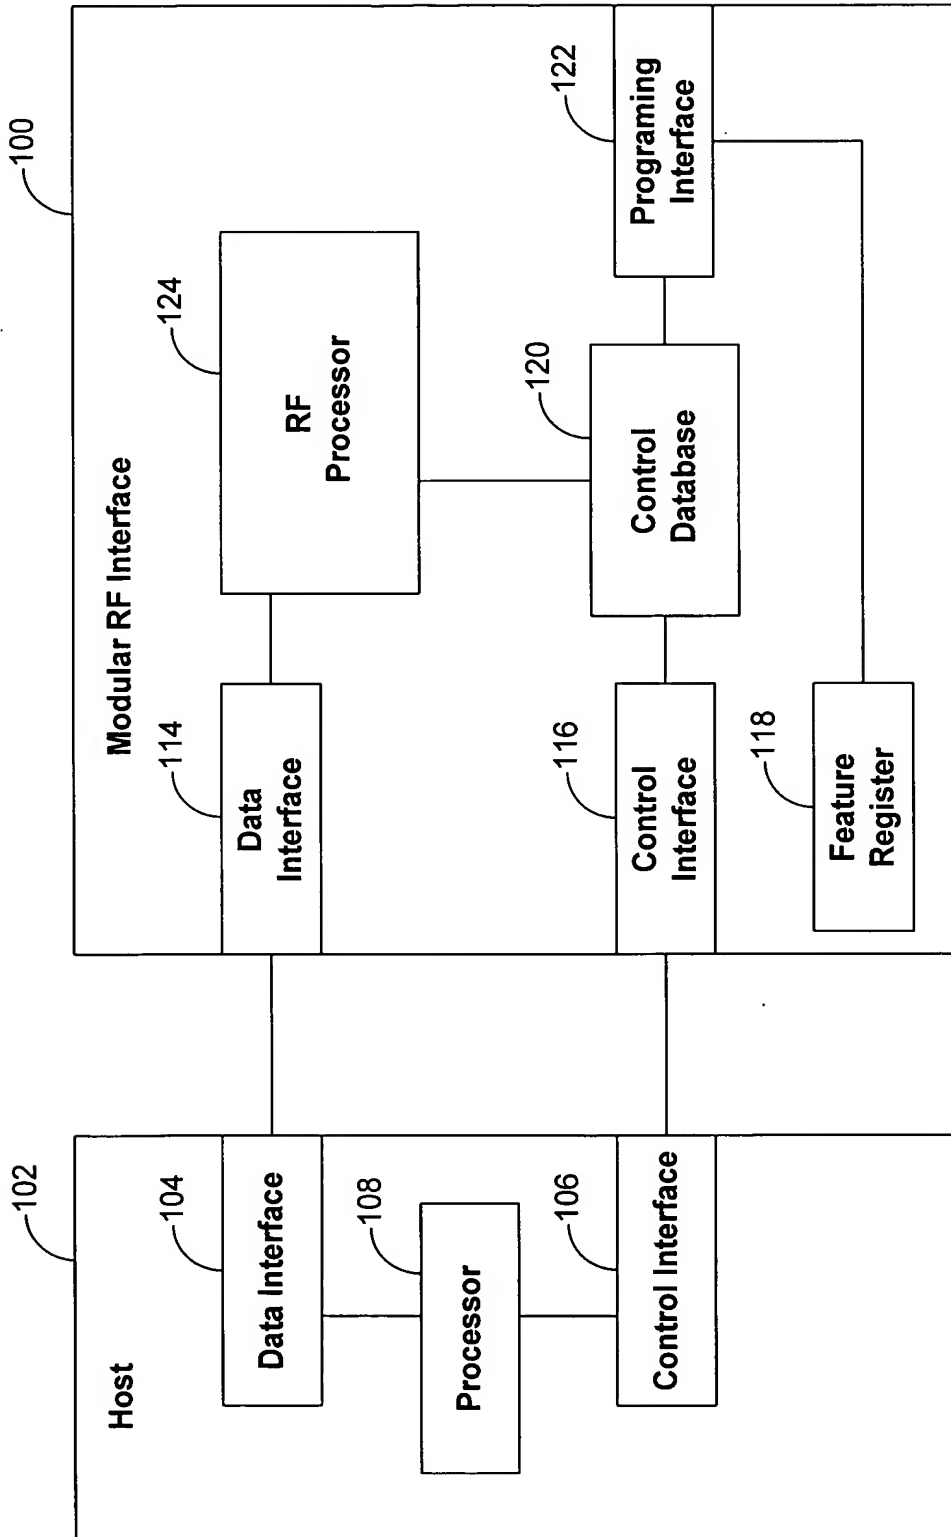 Host
102
Data Interface
104
Processor
108
Control Interface
106
Modular RF Interface
100
Data
Interface
114
RF
Processor
124
Control
Interface
116
Control
Database
120
Programing
Interface
122
Feature
Register
118